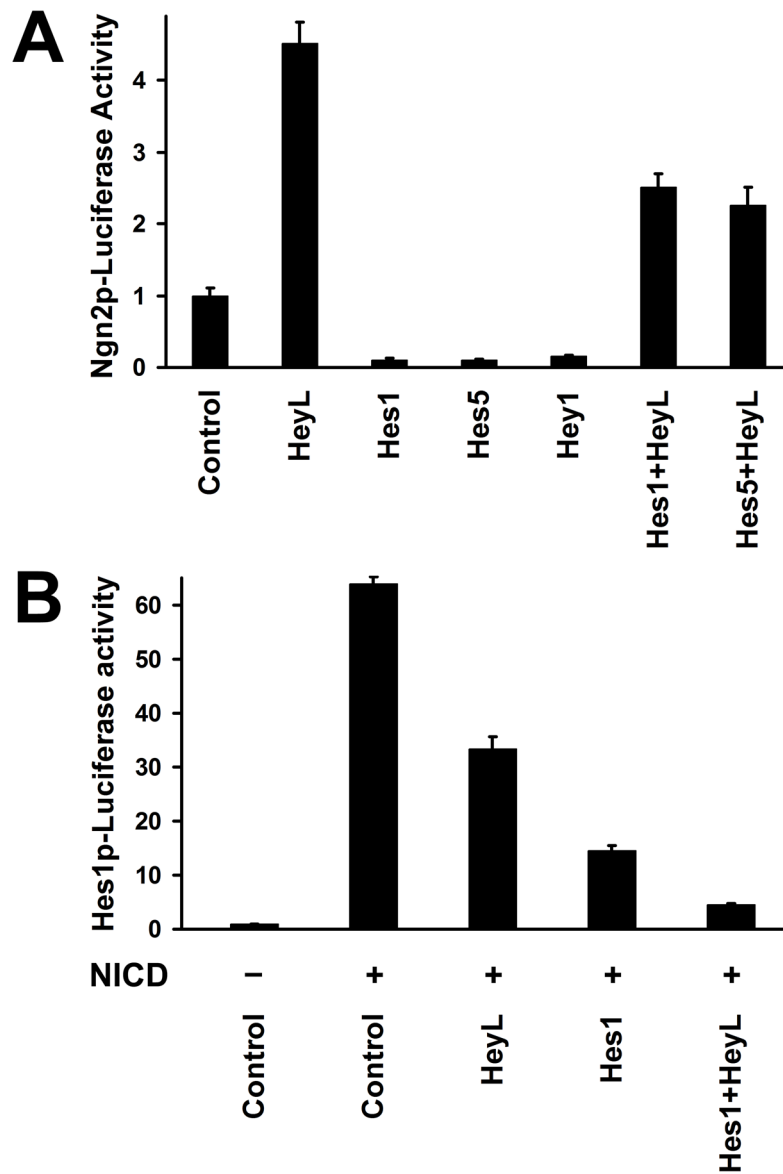 A
Ngn2p-Luciferase Activity
4
3
2
1
0
Control
HeyL
Hes1
Hes5
Hey1
Hes1+HeyL
Hes5+HeyL
B
Hes1p-Luciferase activity
60
50
40
30
20
10
0
NICD − + + + +
Control
Control
HeyL
Hes1
Hes1+HeyL